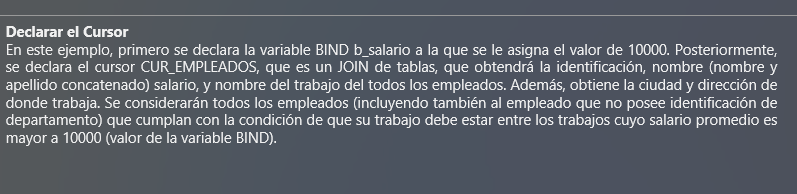 Declarar el Cursor
En este ejemplo, primero se declara la variable BIND b_salario a la que se le asigna el valor de 10000. Posteriormente,
se declara el cursor CUR_EMPLEADOS, que es un JOIN de tablas, que obtendrá la identificación, nombre (nombre y
apellido concatenado) salario, y nombre del trabajo del todos los empleados. Además, obtiene la ciudad y dirección de
donde trabaja. Se considerarán todos los empleados (incluyendo también al empleado que no posee identificación de
departamento) que cumplan con la condición de que su trabajo debe estar entre los trabajos cuyo salario promedio es
mayor a 10000 (valor de la variable BIND).